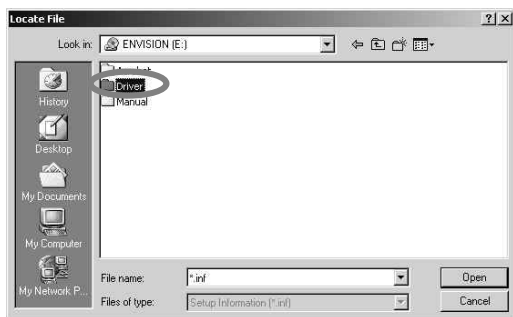 Locate File
Look in: ENVISION (E:)
Driver
Manual
History
Desktop
My Documents
My Computer
My Network P...
File name: *.inf Open
Files of type: Setup Information (*.inf) Cancel